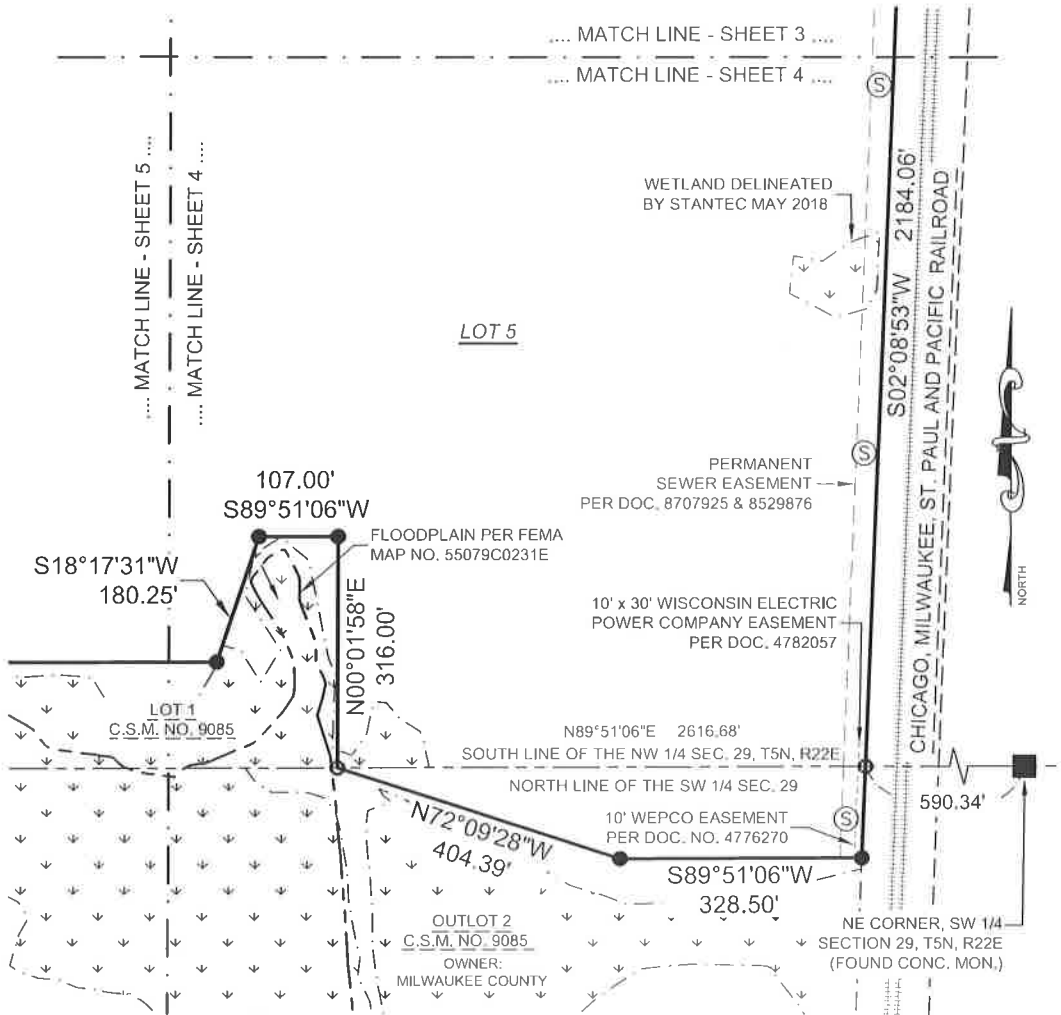 .... MATCH LINE - SHEET 3 ....
.... MATCH LINE - SHEET 4 ....
.... MATCH LINE - SHEET 5 ....
MATCH LINE - SHEET 4 ....
WETLAND DELINEATED
BY STANTEC MAY 2018
S02°08'53"W 2184.06'
CHICAGO, MILWAUKEE, ST. PAUL AND PACIFIC RAILROAD
LOT 5
S
S
S
NORTH
PERMANENT
SEWER EASEMENT
PER DOC. 8707925 & 8529876
107.00'
S89°51'06"W
FLOODPLAIN PER FEMA
MAP NO. 55079C0231E
S18°17'31"W
180.25'
N00°01'58"E
316.00'
10' x 30' WISCONSIN ELECTRIC
POWER COMPANY EASEMENT
PER DOC. 4782057
LOT 1
C.S.M. NO. 9085
N89°51'06"E 2616.68'
SOUTH LINE OF THE NW 1/4 SEC. 29, T5N, R22E
NORTH LINE OF THE SW 1/4 SEC. 29
590.34'
N72°09'28"W
404.39'
10' WEPCO EASEMENT
PER DOC. NO. 4776270
S89°51'06"W
328.50'
OUTLOT 2
C.S.M. NO. 9085
OWNER:
MILWAUKEE COUNTY
NE CORNER, SW 1/4
SECTION 29, T5N, R22E
(FOUND CONC. MON.)